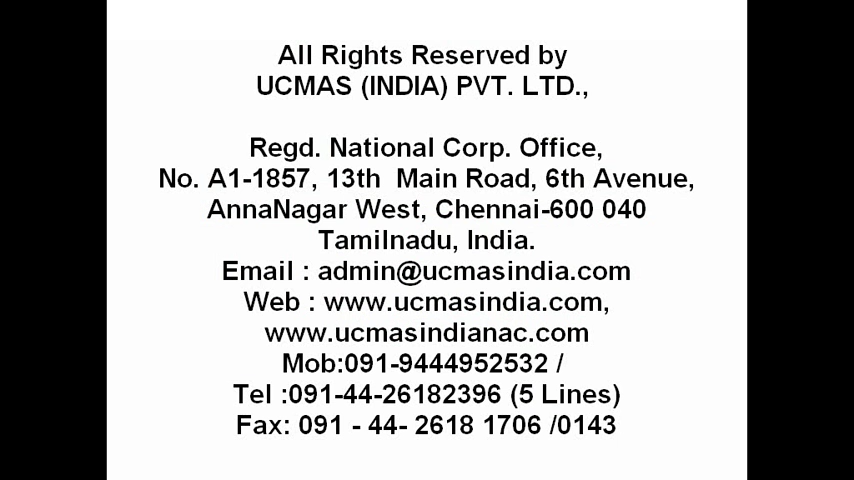 All Rights Reserved by
UCMAS (INDIA) PVT. LTD.,
Regd. National Corp. Office,
No. A1-1857, 13th  Main Road, 6th Avenue,
AnnaNagar West, Chennai-600 040
Tamilnadu, India.
Email : admin@ucmasindia.com
Web : www.ucmasindia.com,
www.ucmasindianac.com
Mob:091-9444952532 /
Tel :091-44-26182396 (5 Lines)
Fax: 091 - 44- 2618 1706 /0143